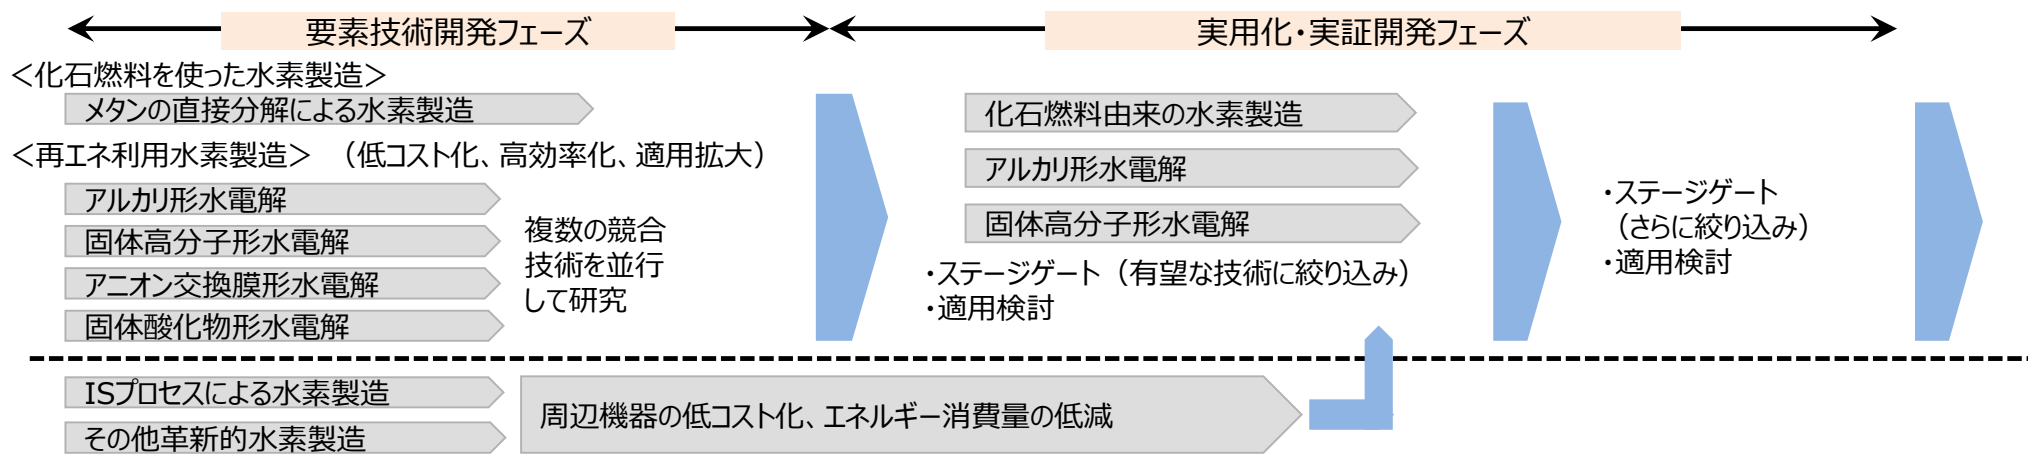 要素技術開発フェーズ
実用化・実証開発フェーズ
＜化石燃料を使った水素製造＞
メタンの直接分解による水素製造
＜再エネ利用水素製造＞　（低コスト化、高効率化、適用拡大）
アルカリ形水電解
固体高分子形水電解
アニオン交換膜形水電解
固体酸化物形水電解
複数の競合
技術を並行
して研究
化石燃料由来の水素製造
アルカリ形水電解
固体高分子形水電解
・ステージゲート（有望な技術に絞り込み）
・適用検討
・ステージゲート
（さらに絞り込み）
・適用検討
ISプロセスによる水素製造
その他革新的水素製造
周辺機器の低コスト化、エネルギー消費量の低減